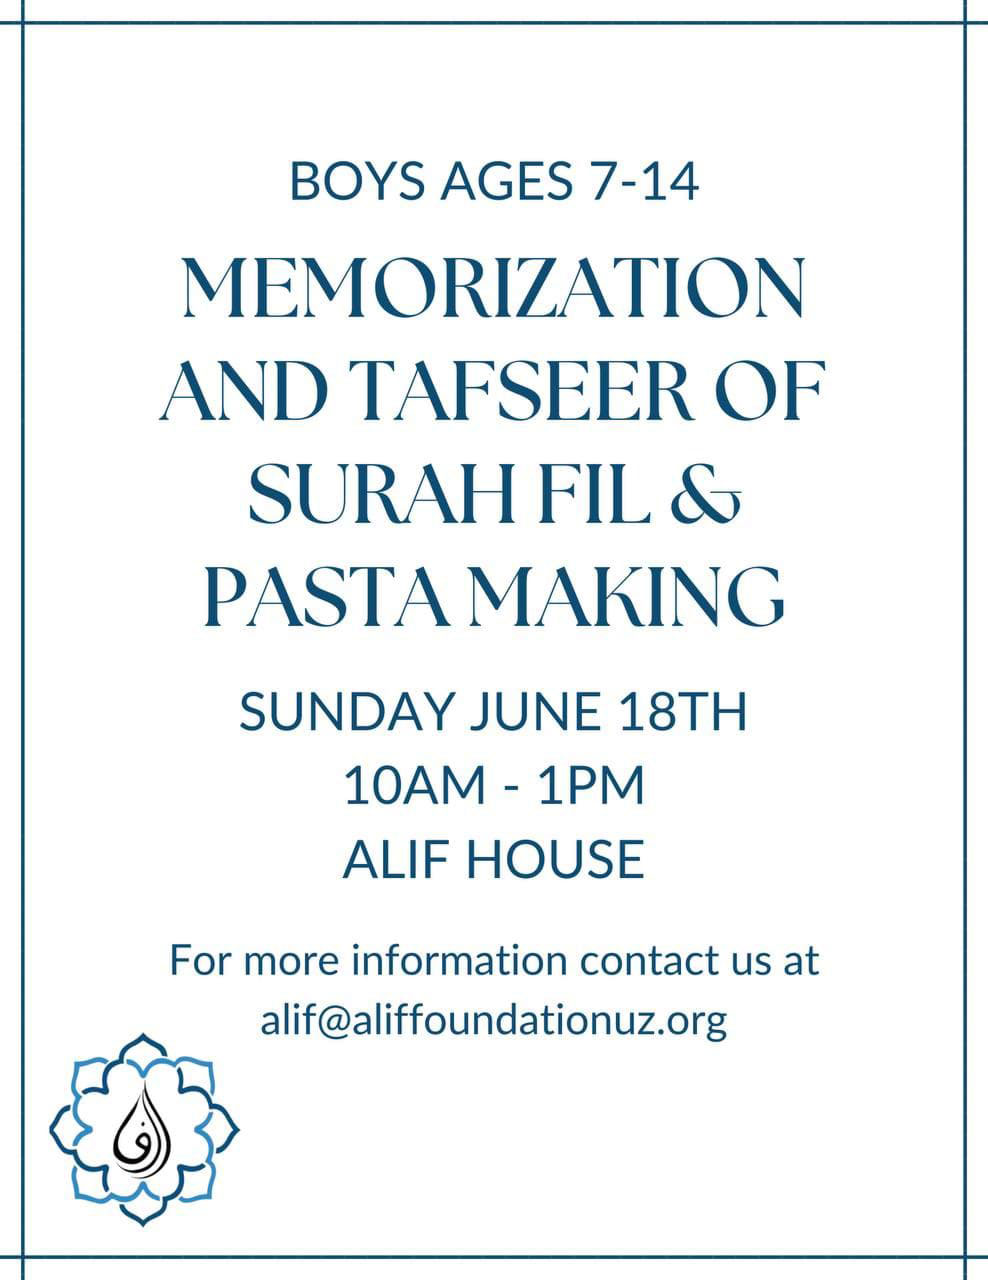 BOYS AGES 7-14
MEMORIZATION
AND TAFSEER OF
SURAH FIL &
PASTA MAKING
SUNDAY JUNE 18TH
10AM - 1PM
ALIF HOUSE
For more information contact us at
alif@aliffoundationuz.org